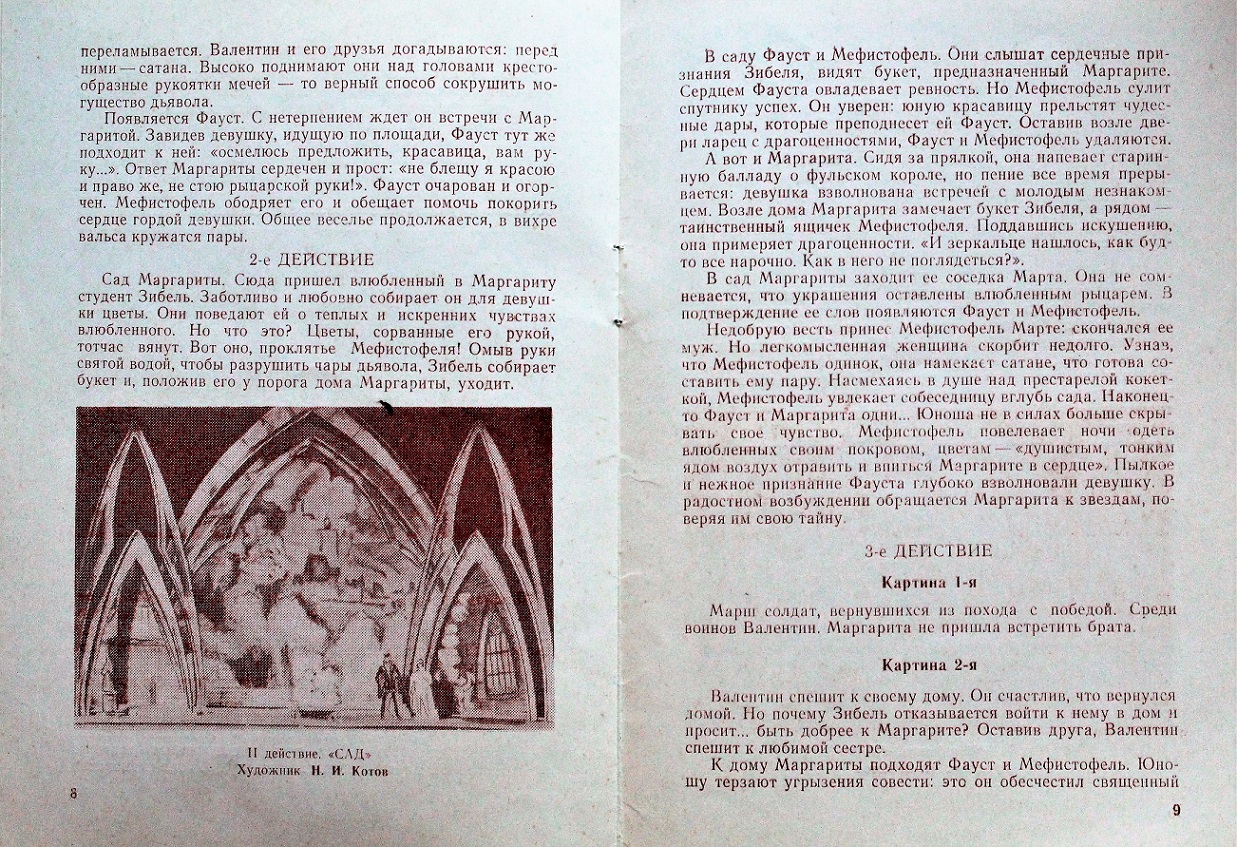 переламывается. Валентин и его друзья догадываются: перед
ними — сатана. Высоко поднимают они над головами кресто-
образные рукоятки мечей — то верный способ сокрушить мо-
гущество дьявола.
Появляется Фауст. С нетерпением ждет он встречи с Мар-
гаритой. Завидев девушку, идущую по площади, Фауст тут же
подходит к ней: «осмелюсь предложить, красавица, вам ру-
ку...». Ответ Маргариты сердечен и прост: «не блещу я красою
и право же, не стою рыцарской руки!». Фауст очарован и огор-
чен. Мефистофель ободряет его и обещает помочь покорить
сердце гордой девушки. Общее веселье продолжается, в вихре
вальса кружатся пары.
2-е ДЕЙСТВИЕ
Сад Маргариты. Сюда пришел влюбленный в Маргариту
студент Зибель. Заботливо и любовно собирает он для девуш-
ки цветы. Они поведают ей о теплых и искренних чувствах
влюбленного. Но что это? Цветы, сорванные его рукой,
тотчас вянут. Вот оно, проклятье Мефистофеля! Омыв руки
святой водой, чтобы разрушить чары дьявола, Зибель собирает
букет и, положив его у порога дома Маргариты, уходит.
II действие. «САД»
Художник Н. И. Котов
8
В саду Фауст и Мефистофель. Они слышат сердечные при-
знания Зибеля, видят букет, предназначенный Маргарите.
Сердцем Фауста овладевает ревность. Но Мефистофель сулит
спутнику успех. Он уверен: юную красавицу прельстят чудес-
ные дары, которые преподнесет ей Фауст. Оставив возле две-
ри ларец с драгоценностями, Фауст и Мефистофель удаляются.
А вот и Маргарита. Сидя за прялкой, она напевает старин-
ную балладу о фульском короле, но пение все время преры-
вается: девушка взволнована встречей с молодым незнаком-
цем. Возле дома Маргарита замечает букет Зибеля, а рядом —
таинственный ящичек Мефистофеля. Поддавшись искушению,
она примеряет драгоценности. «И зеркальце нашлось, как буд-
то все нарочно. Как в него не поглядеться?».
В сад Маргариты заходит ее соседка Марта. Она не сом-
невается, что украшения оставлены влюбленным рыцарем. В
подтверждение ее слов появляются Фауст и Мефистофель.
Недобрую весть принес Мефистофель Марте: скончался ее
муж. Но легкомысленная женщина скорбит недолго. Узнав,
что Мефистофель одинок, она намекает сатане, что готова со-
ставить ему пару. Насмехаясь в душе над престарелой кокет-
кой, Мефистофель увлекает собеседницу вглубь сада. Наконец-
то Фауст и Маргарита одни... Юноша не в силах больше скры-
вать свое чувство. Мефистофель повелевает ночи одеть
влюбленных своим покровом, цветам — «душистым, тонким
ядом воздух отравить и впиться Маргарите в сердце». Пылкое
и нежное признание Фауста глубоко взволновали девушку. В
радостном возбуждении обращается Маргарита к звездам, по-
веряя им свою тайну.
3-е ДЕЙСТВИЕ
Картина 1-я
Марш солдат, вернувшихся из похода с победой. Среди
воинов Валентин. Маргарита не пришла встретить брата.
Картина 2-я
Валентин спешит к своему дому. Он счастлив, что вернулся
домой. Но почему Зибель отказывается войти к нему в дом и
просит... быть добрее к Маргарите? Оставив друга, Валентин
спешит к любимой сестре.
К дому Маргариты подходят Фауст и Мефистофель. Юно-
шу терзают угрызения совести: это он обесчестил священный
9